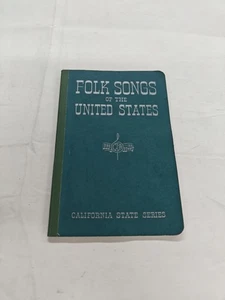 FOLK SONGS
OF THE
UNITED STATES
CALIFORNIA STATE SERIES